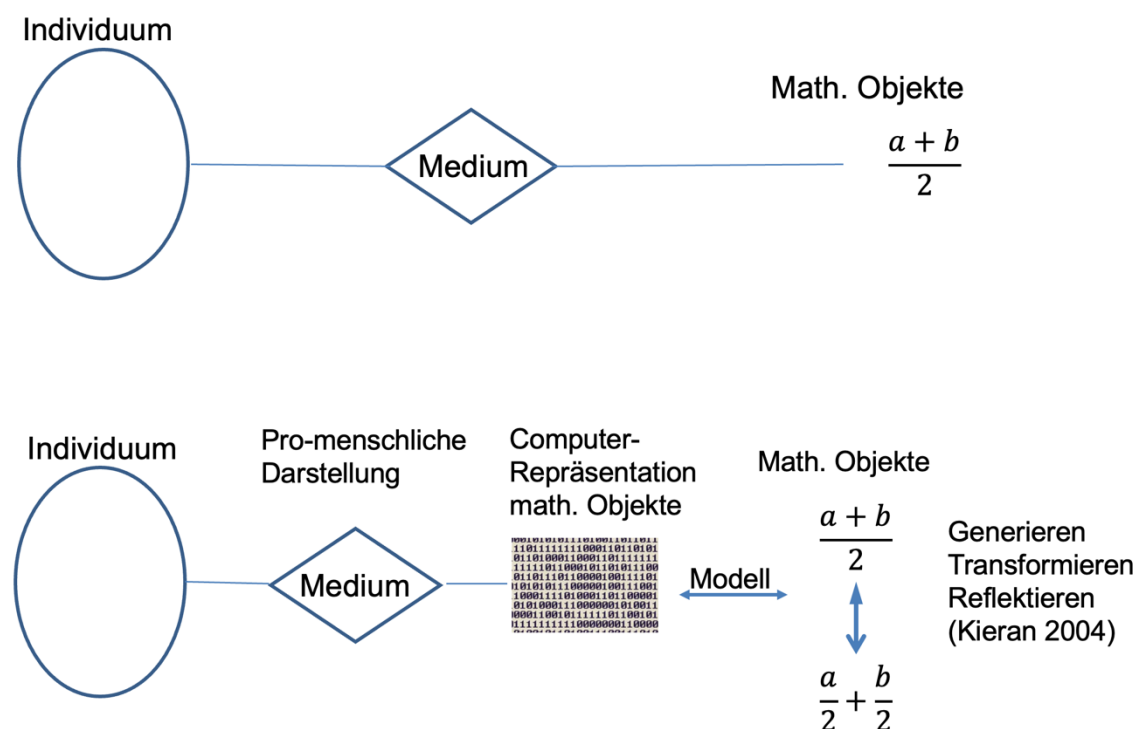 Individuum
Math. Objekte
Medium
a + b
2
Individuum
Pro-menschliche
Darstellung
Computer-
Repräsentation
math. Objekte
Math. Objekte
Medium
Modell
a + b
2
Generieren
Transformieren
Reflektieren
(Kieran 2004)
a/2 + b/2